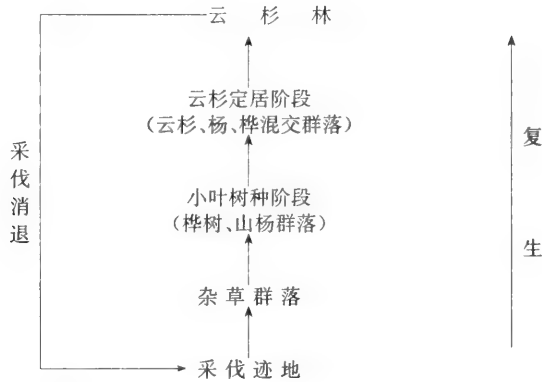 云杉林
云杉定居阶段
(云杉、杨、桦混交群落)
小叶树种阶段
(桦树、山杨群落)
杂草群落
采伐迹地
采伐消退
复生